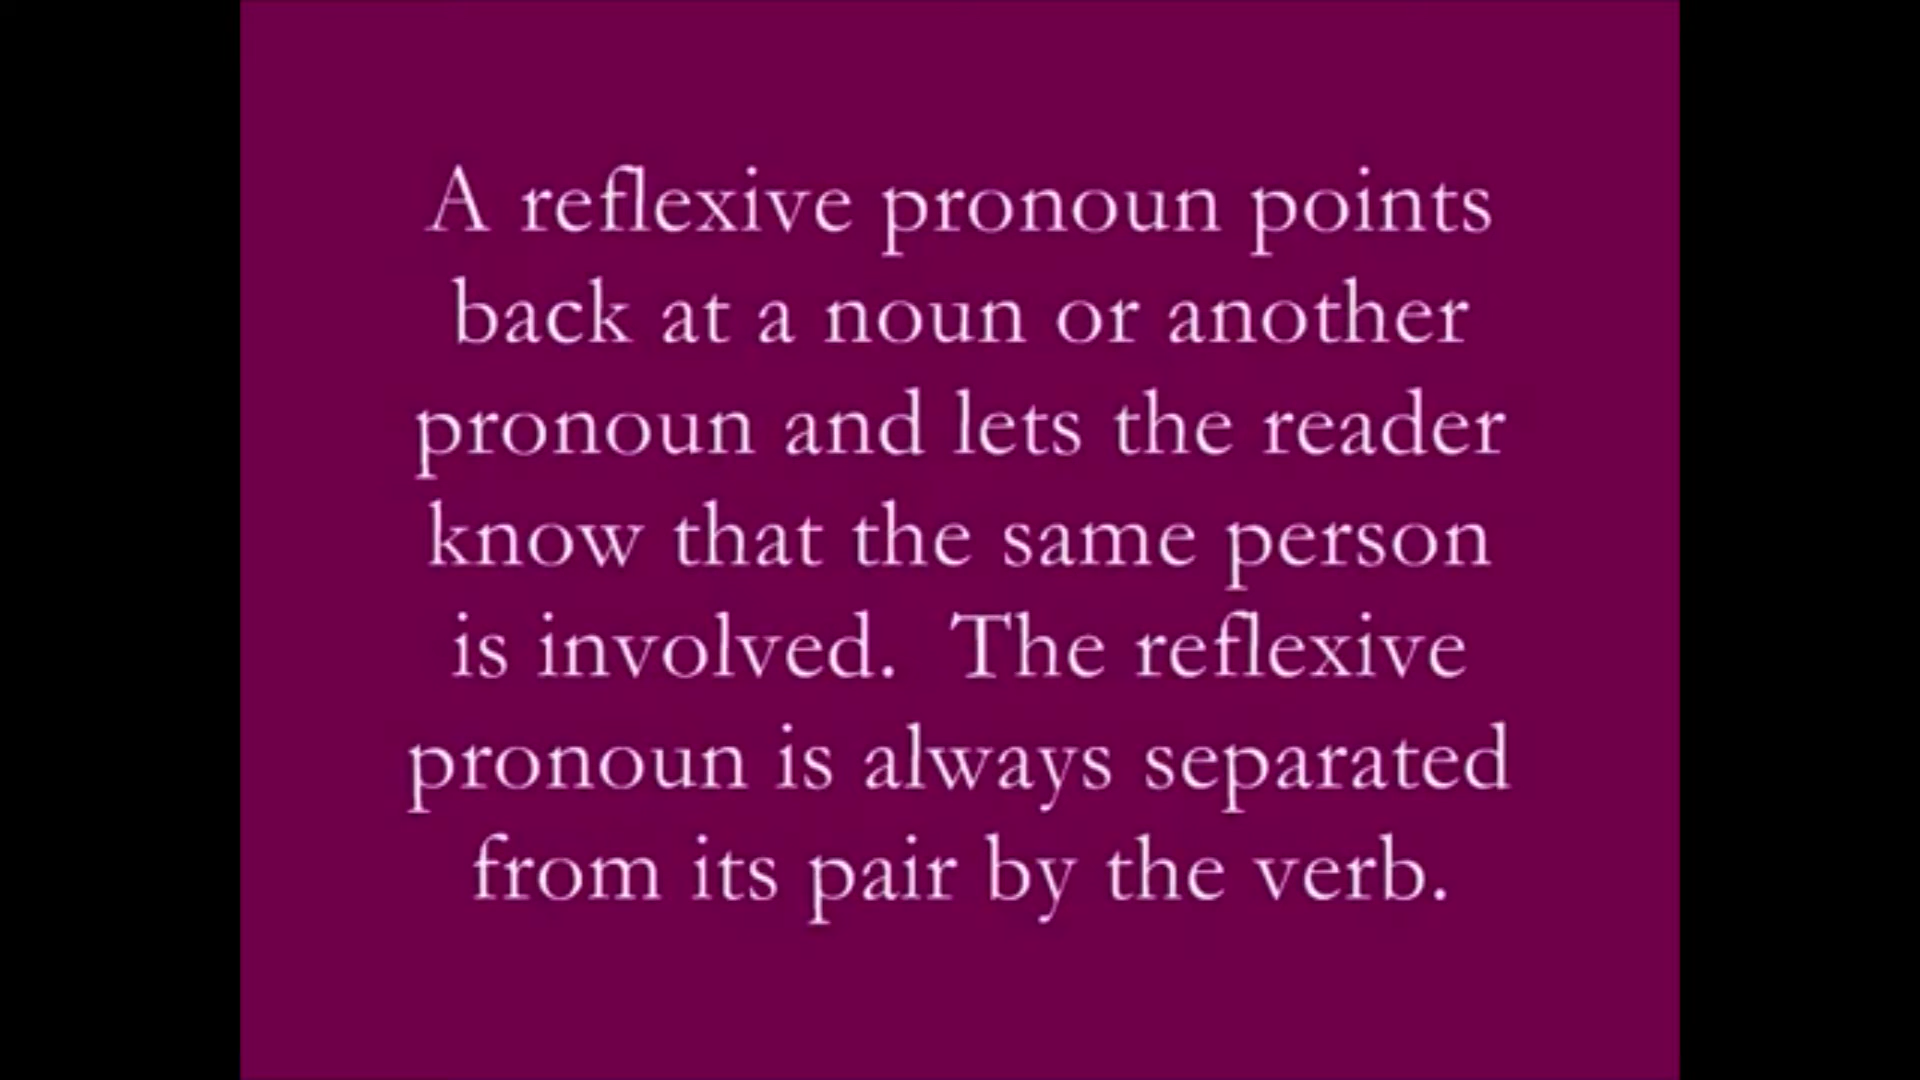 A reflexive pronoun points
back at a noun or another
pronoun and lets the reader
know that the same person
is involved.  The reflexive
pronoun is always separated
from its pair by the verb.